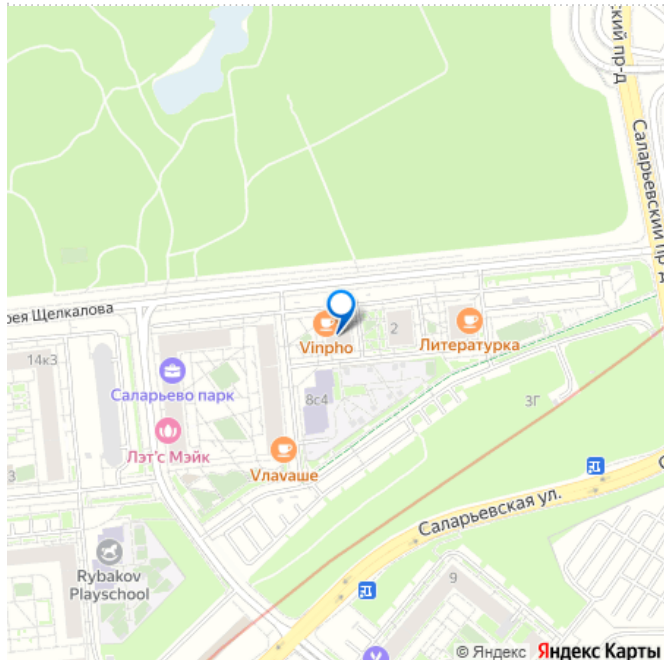 ский пр-д
Саларьевский пр-д
рея Щелкалова
Vinpho
2
Литературка
14к3
Саларьево парк
8с4
3Г
Лэт'с Мэйк
3
Vлаvаше
Саларьевская ул.
С
Rybakov
Playschool
9
© Яндекс Яндекс Карты